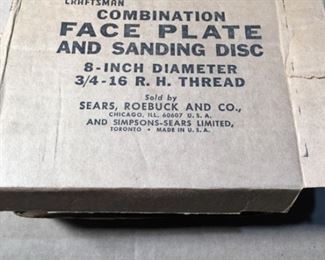 CRAFTSMAN
COMBINATION
FACE PLATE
AND SANDING DISC
8-INCH DIAMETER
3/4-16 R. H. THREAD
Sold by
SEARS, ROEBUCK AND CO.,
CHICAGO, ILL. 60607 U. S. A.
AND SIMPSONS-SEARS LIMITED,
TORONTO • MADE IN U. S. A.